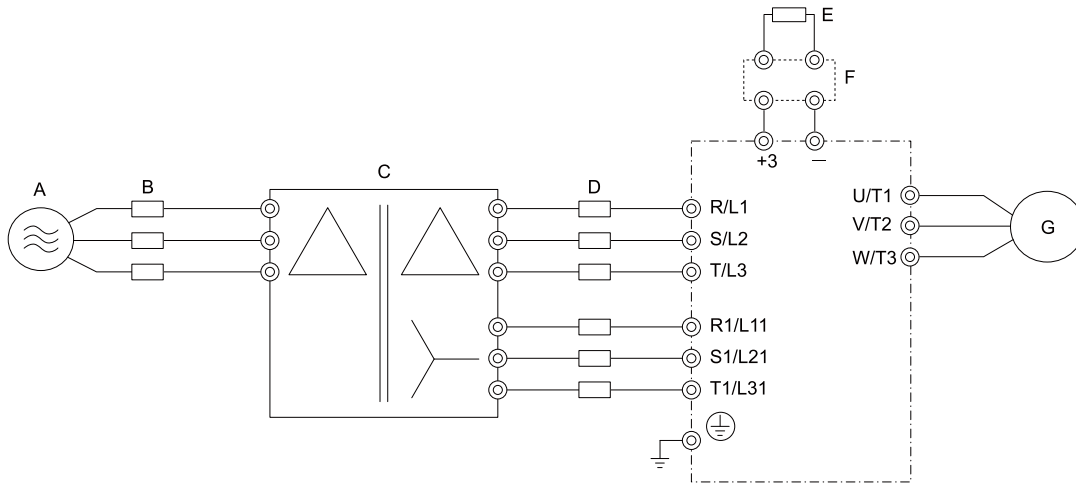 E
F
+3 −
A
B
C
D
R/L1
S/L2
T/L3
R1/L11
S1/L21
T1/L31
U/T1
V/T2
W/T3
G